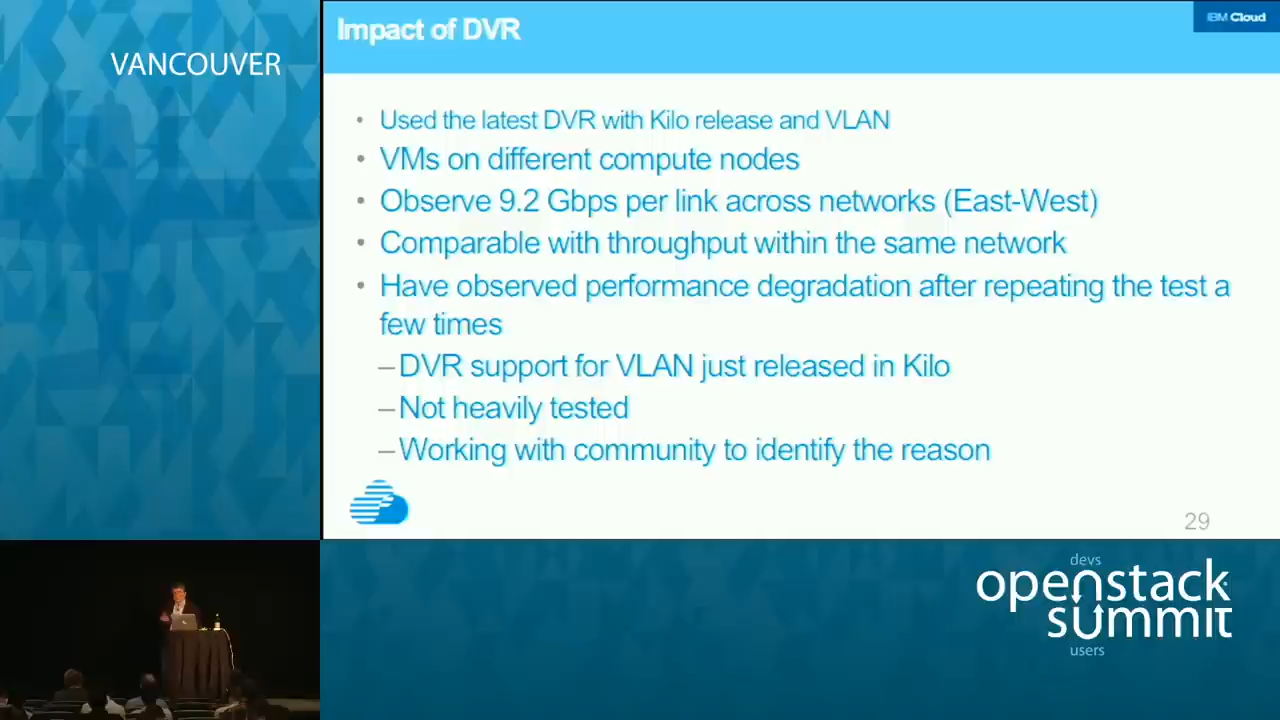 VANCOUVER
Impact of DVR
IBM Cloud
• Used the latest DVR with Kilo release and VLAN
• VMs on different compute nodes
• Observe 9.2 Gbps per link across networks (East-West)
• Comparable with throughput within the same network
• Have observed performance degradation after repeating the test a
few times
–DVR support for VLAN just released in Kilo
–Not heavily tested
–Working with community to identify the reason
29
devs
openstack
summit
users